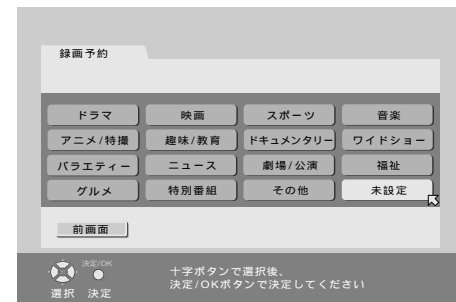 録画予約
ドラマ 映画 スポーツ 音楽
アニメ/特撮 趣味/教育 ドキュメンタリー ワイドショー
バラエティー ニュース 劇場/公演 福祉
グルメ 特別番組 その他 未設定
前画面
決定/OK
選択 決定
十字ボタンで選択後、
決定/OKボタンで決定してください